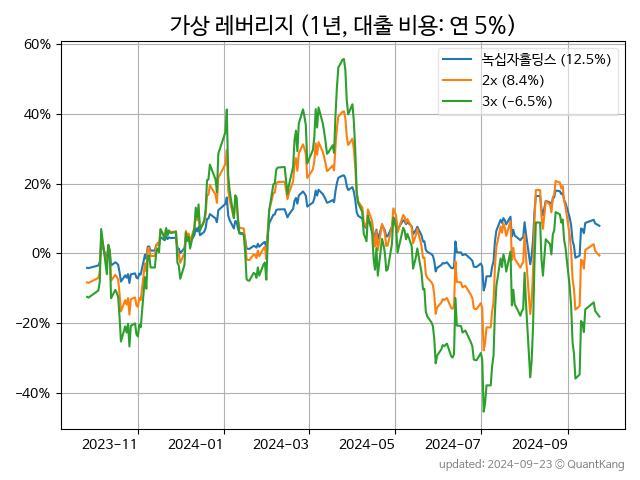 가상 레버리지 (1년, 대출 비용: 연 5%)
60%
40%
20%
0%
−20%
−40%
녹십자홀딩스 (12.5%)
2x (8.4%)
3x (−6.5%)
2023-11
2024-01
2024-03
2024-05
2024-07
2024-09
updated: 2024-09-23 © QuantKang